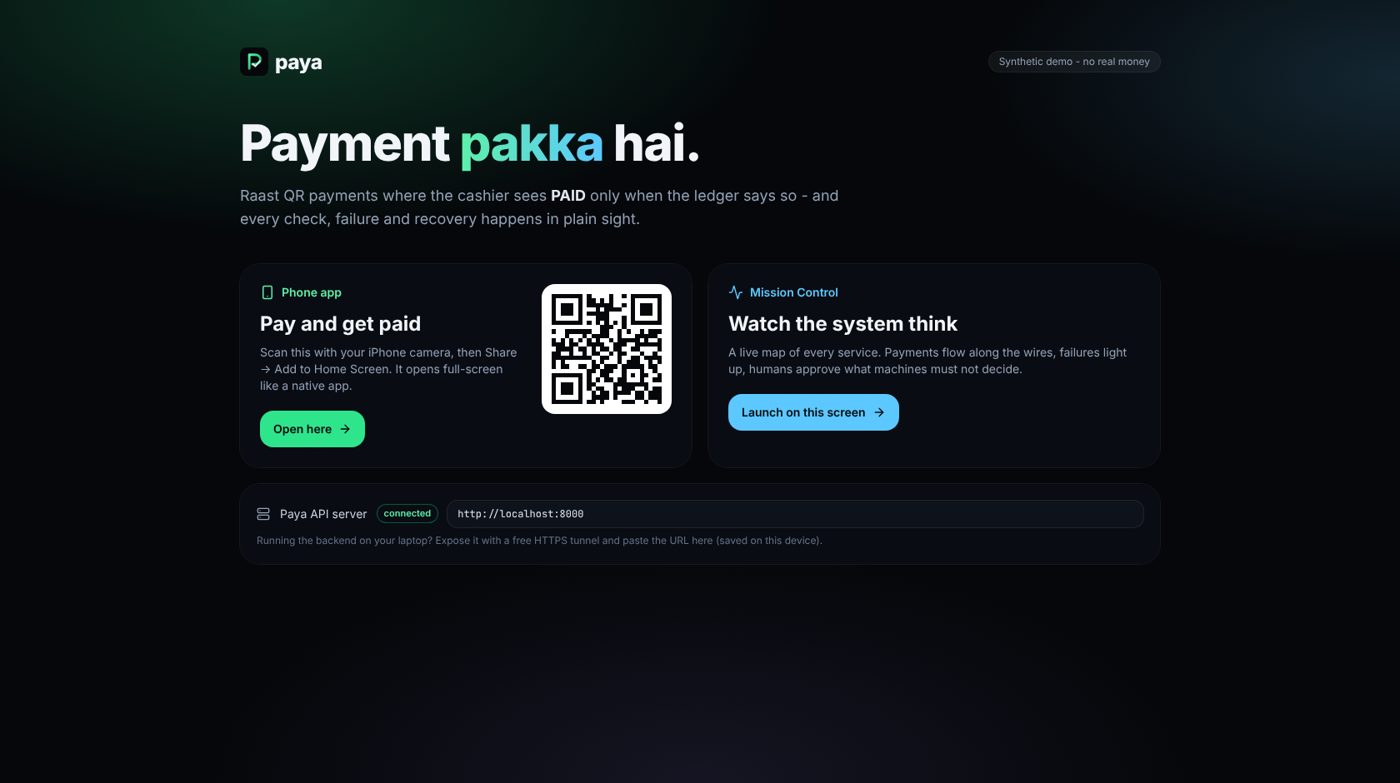 paya
Synthetic demo - no real money
Payment pakka hai.
Raast QR payments where the cashier sees PAID only when the ledger says so - and
every check, failure and recovery happens in plain sight.
Phone app
Pay and get paid
Scan this with your iPhone camera, then Share
→ Add to Home Screen. It opens full-screen
like a native app.
Open here →
Mission Control
Watch the system think
A live map of every service. Payments flow along the wires, failures light
up, humans approve what machines must not decide.
Launch on this screen →
Paya API server connected http://localhost:8000
Running the backend on your laptop? Expose it with a free HTTPS tunnel and paste the URL here (saved on this device).